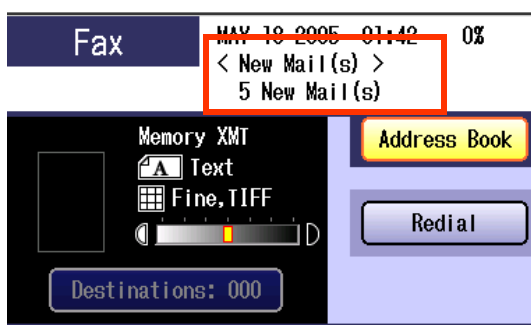 Fax
MAY 18 2005 01:42 0%
< New Mail(s) >
5 New Mail(s)
Memory XMT
A Text
Fine,TIFF
Destinations: 000
Address Book
Redial